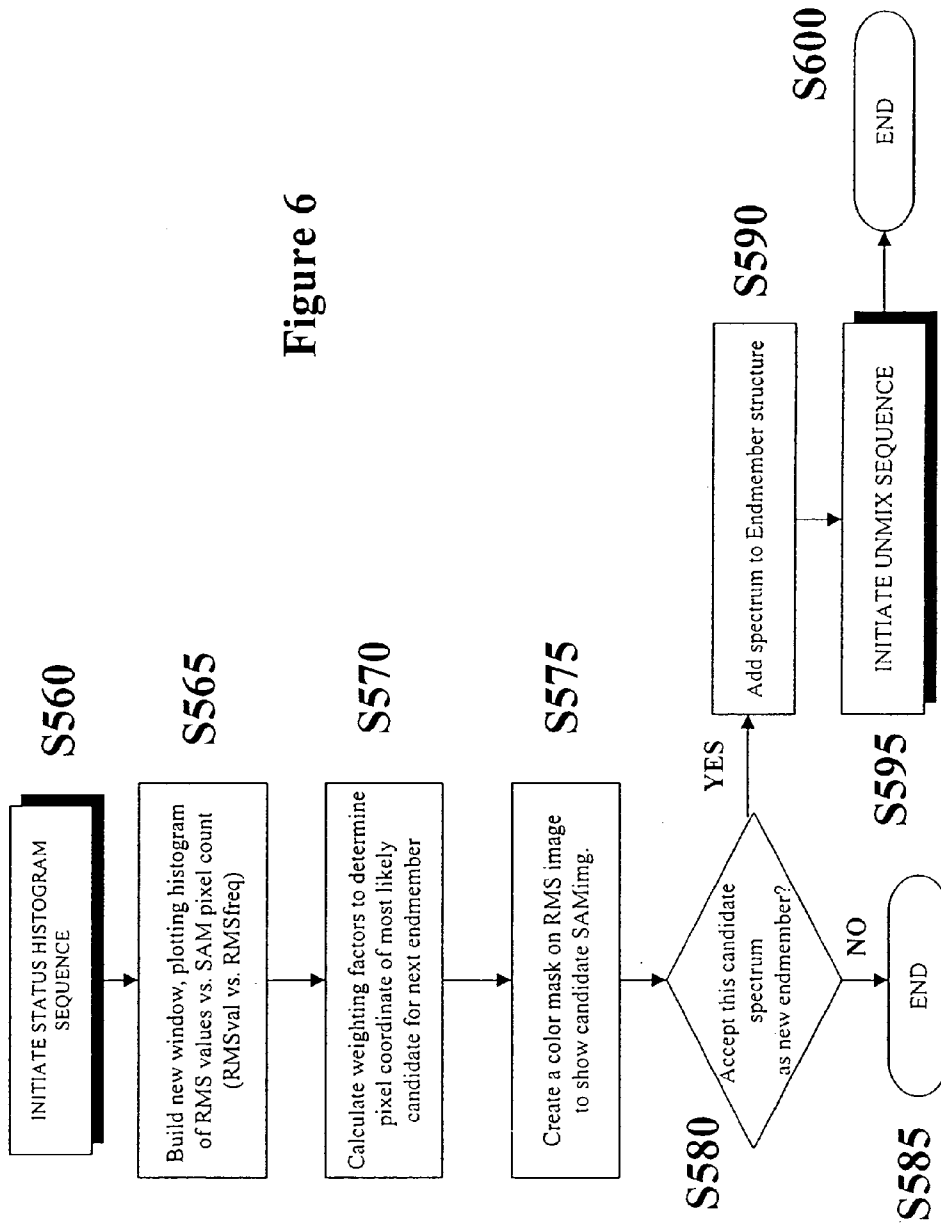 INITIATE STATUS HISTOGRAM
SEQUENCE
S560
Build new window, plotting histogram
of RMS values vs. SAM pixel count
(RMSval vs. RMSfreq)
S565
Calculate weighting factors to determine
pixel coordinate of most likely
candidate for next endmember
S570
Create a color mask on RMS image
to show candidate SAMimg.
S575
Accept this candidate
spectrum
as new endmember?
S580
NO
END
S585
YES
Add spectrum to Endmember structure
S590
INITIATE UNMIX SEQUENCE
S595
END
S600
Figure 6